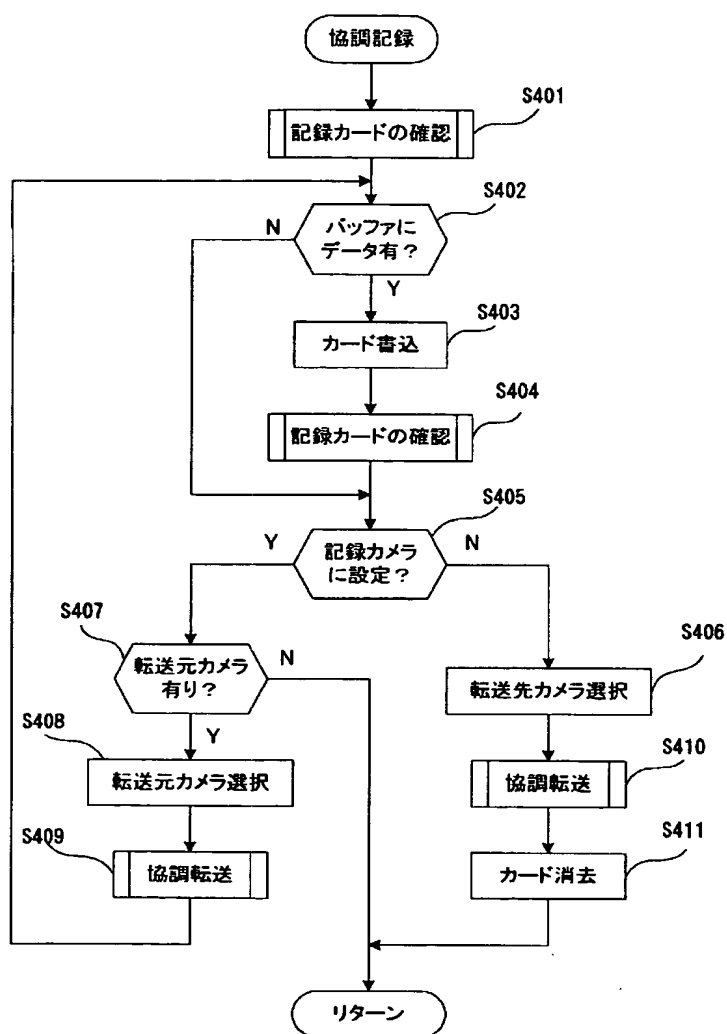 協調記録
S401
記録カードの確認
S402
N
バッファに
データ有?
Y
S403
カード書込
S404
記録カードの確認
S405
Y
記録カメラ
に設定?
N
S407
転送元カメラ
有り?
N
S406
転送先カメラ選択
Y
S408
転送元カメラ選択
S410
協調転送
S409
協調転送
S411
カード消去
リターン